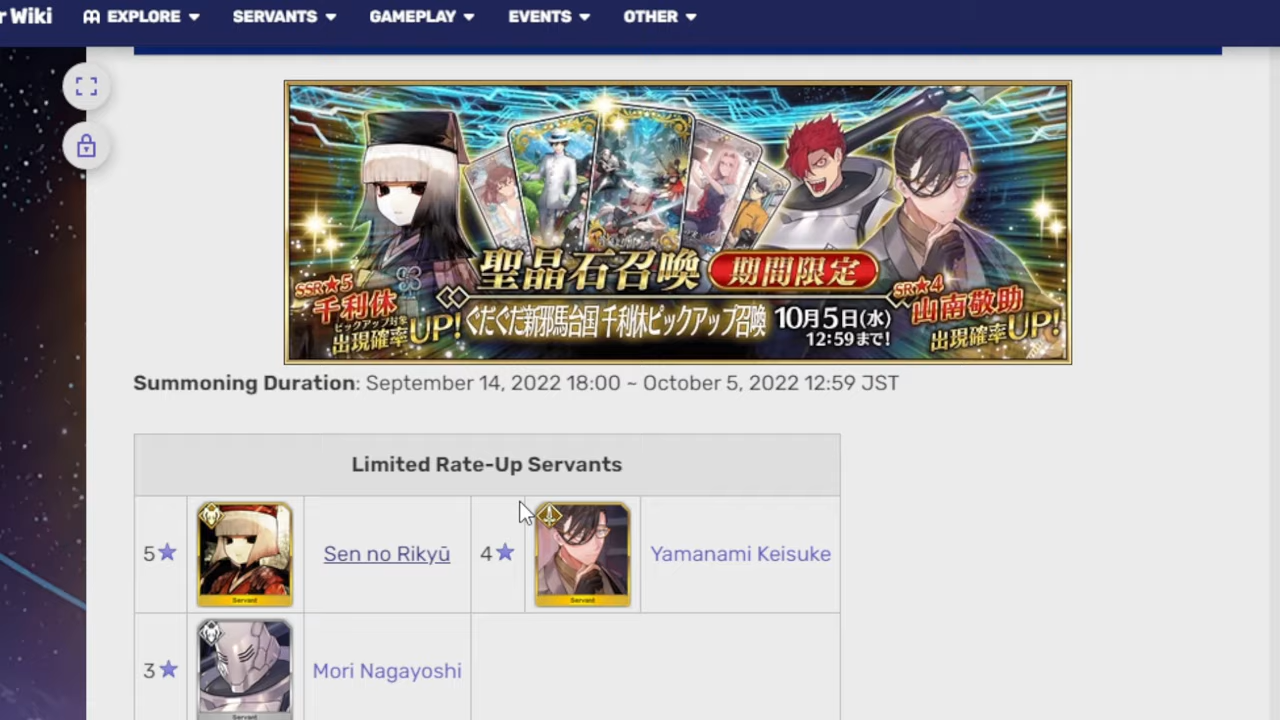 r Wiki EXPLORE SERVANTS GAMEPLAY EVENTS OTHER
聖晶石召喚 期間限定
SSR★5
千利休
ピックアップ対象
出現確率UP!
ぐだぐだ新邪馬台国 千利休ピックアップ召喚
10月5日(水)
12:59まで!
SR★4
山南敬助
出現確率UP!
Summoning Duration: September 14, 2022 18:00 ~ October 5, 2022 12:59 JST
Limited Rate-Up Servants
5★ Sen no Rikyū 4★ Yamanami Keisuke
Servant Servant
3★ Mori Nagayoshi
Servant